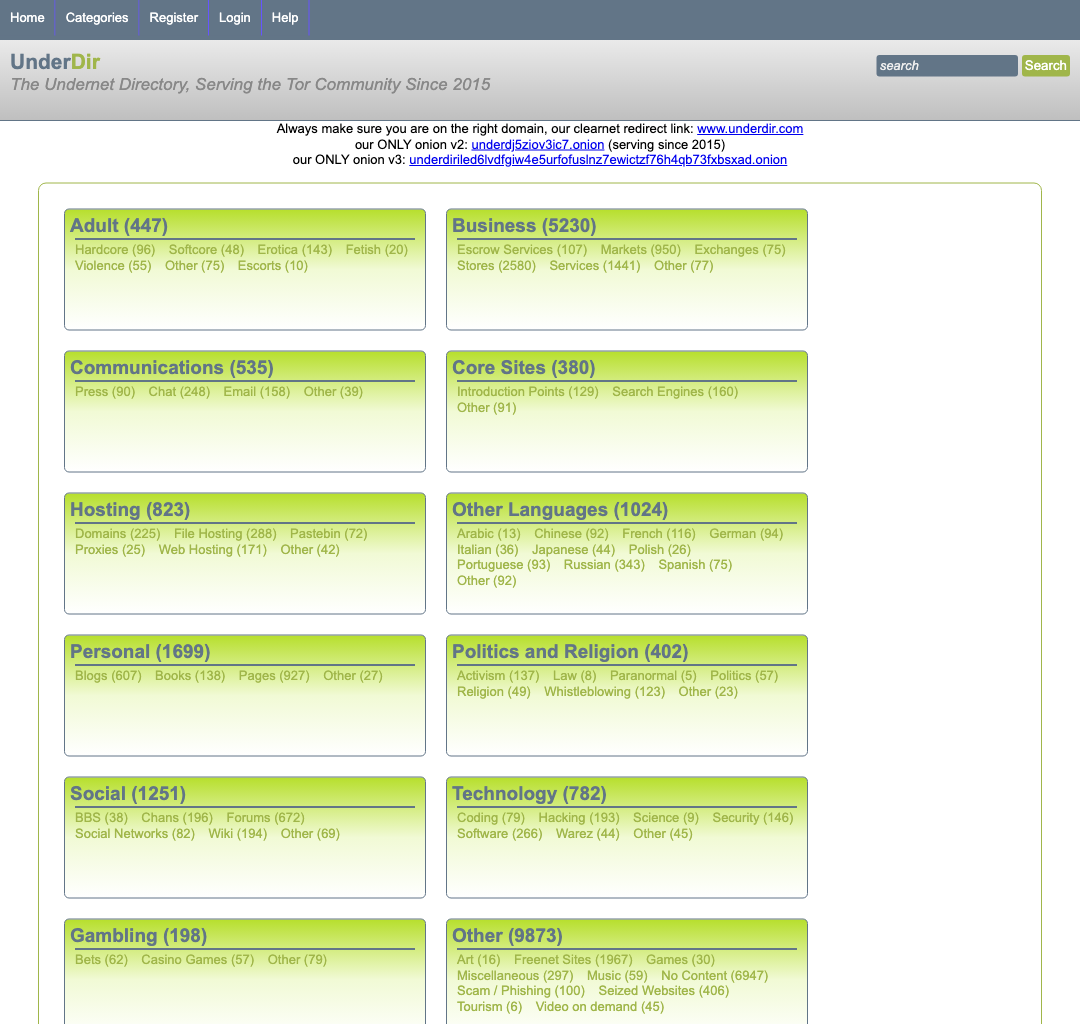 Home Categories Register Login Help
UnderDir
The Undernet Directory, Serving the Tor Community Since 2015
search Search
Always make sure you are on the right domain, our clearnet redirect link: www.underdir.com
our ONLY onion v2: underdj5ziov3ic7.onion (serving since 2015)
our ONLY onion v3: underdiriled6lvdfgiw4e5urfofuslnz7ewictzf76h4qb73fxbsxad.onion
Adult (447)
Hardcore (96) Softcore (48) Erotica (143) Fetish (20)
Violence (55) Other (75) Escorts (10)
Business (5230)
Escrow Services (107) Markets (950) Exchanges (75)
Stores (2580) Services (1441) Other (77)
Communications (535)
Press (90) Chat (248) Email (158) Other (39)
Core Sites (380)
Introduction Points (129) Search Engines (160)
Other (91)
Hosting (823)
Domains (225) File Hosting (288) Pastebin (72)
Proxies (25) Web Hosting (171) Other (42)
Other Languages (1024)
Arabic (13) Chinese (92) French (116) German (94)
Italian (36) Japanese (44) Polish (26)
Portuguese (93) Russian (343) Spanish (75)
Other (92)
Personal (1699)
Blogs (607) Books (138) Pages (927) Other (27)
Politics and Religion (402)
Activism (137) Law (8) Paranormal (5) Politics (57)
Religion (49) Whistleblowing (123) Other (23)
Social (1251)
BBS (38) Chans (196) Forums (672)
Social Networks (82) Wiki (194) Other (69)
Technology (782)
Coding (79) Hacking (193) Science (9) Security (146)
Software (266) Warez (44) Other (45)
Gambling (198)
Bets (62) Casino Games (57) Other (79)
Other (9873)
Art (16) Freenet Sites (1967) Games (30)
Miscellaneous (297) Music (59) No Content (6947)
Scam / Phishing (100) Seized Websites (406)
Tourism (6) Video on demand (45)